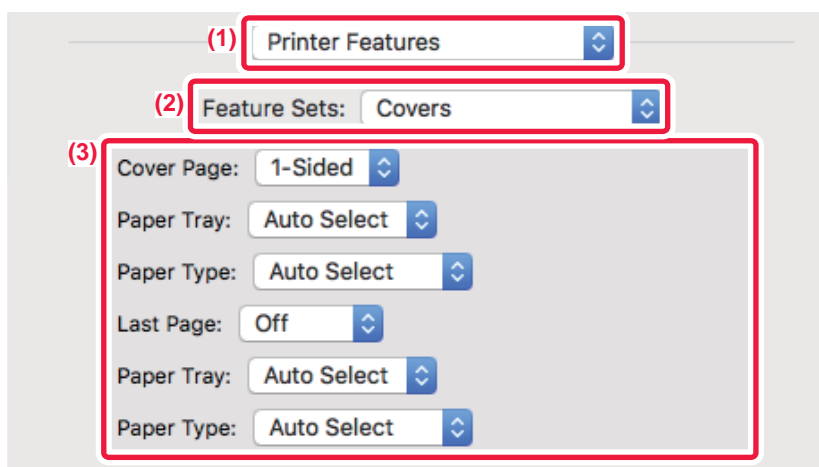 (1) Printer Features
(2) Feature Sets: Covers
(3)
Cover Page: 1-Sided
Paper Tray: Auto Select
Paper Type: Auto Select
Last Page: Off
Paper Tray: Auto Select
Paper Type: Auto Select